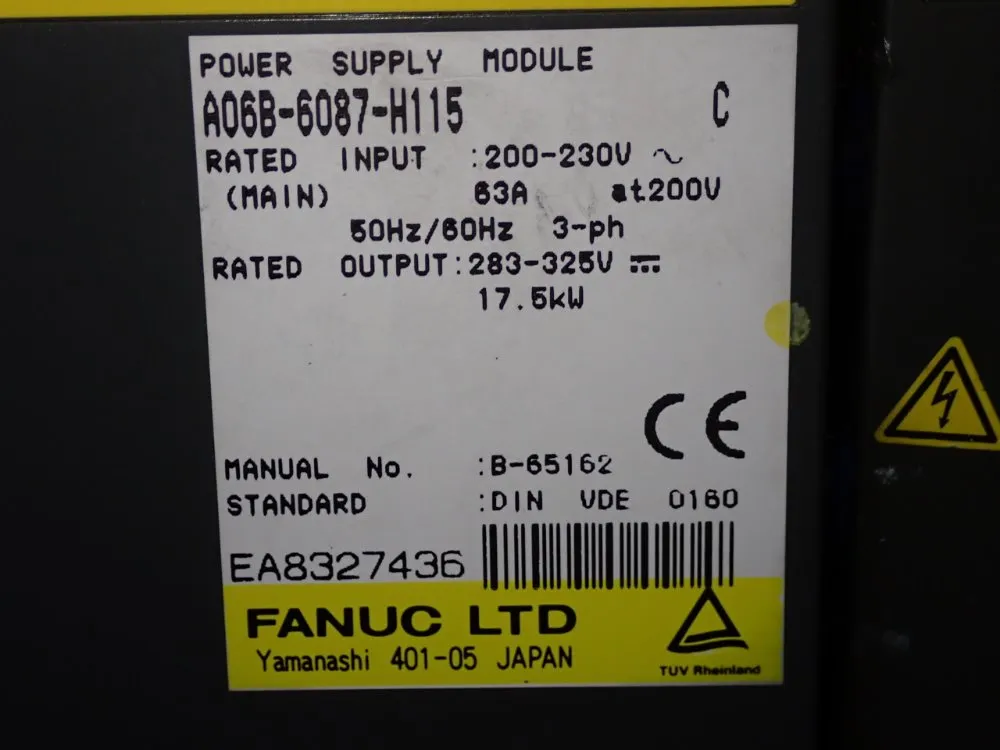 POWER SUPPLY MODULE
A06B-6087-H115 C
RATED INPUT :200-230V ~
(MAIN) 63A at200V
50Hz/60Hz 3-ph
RATED OUTPUT:283-325V ⎓
17.5kW
CE
MANUAL No. :B-65162
STANDARD :DIN VDE 0160
EA8327436
FANUC LTD
Yamanashi 401-05 JAPAN
TUV Rheinland